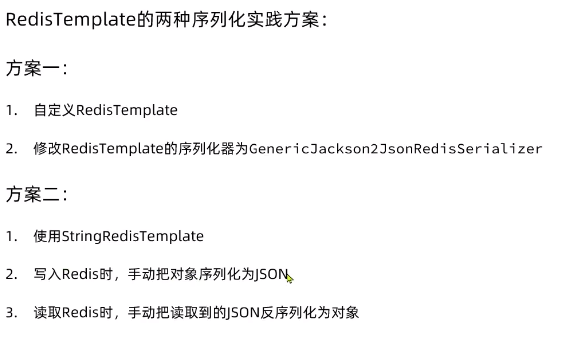 RedisTemplate的两种序列化实践方案：
方案一：
1. 自定义RedisTemplate
2. 修改RedisTemplate的序列化器为GenericJackson2JsonRedisSerializer
方案二：
1. 使用StringRedisTemplate
2. 写入Redis时，手动把对象序列化为JSON
3. 读取Redis时，手动把读取到的JSON反序列化为对象